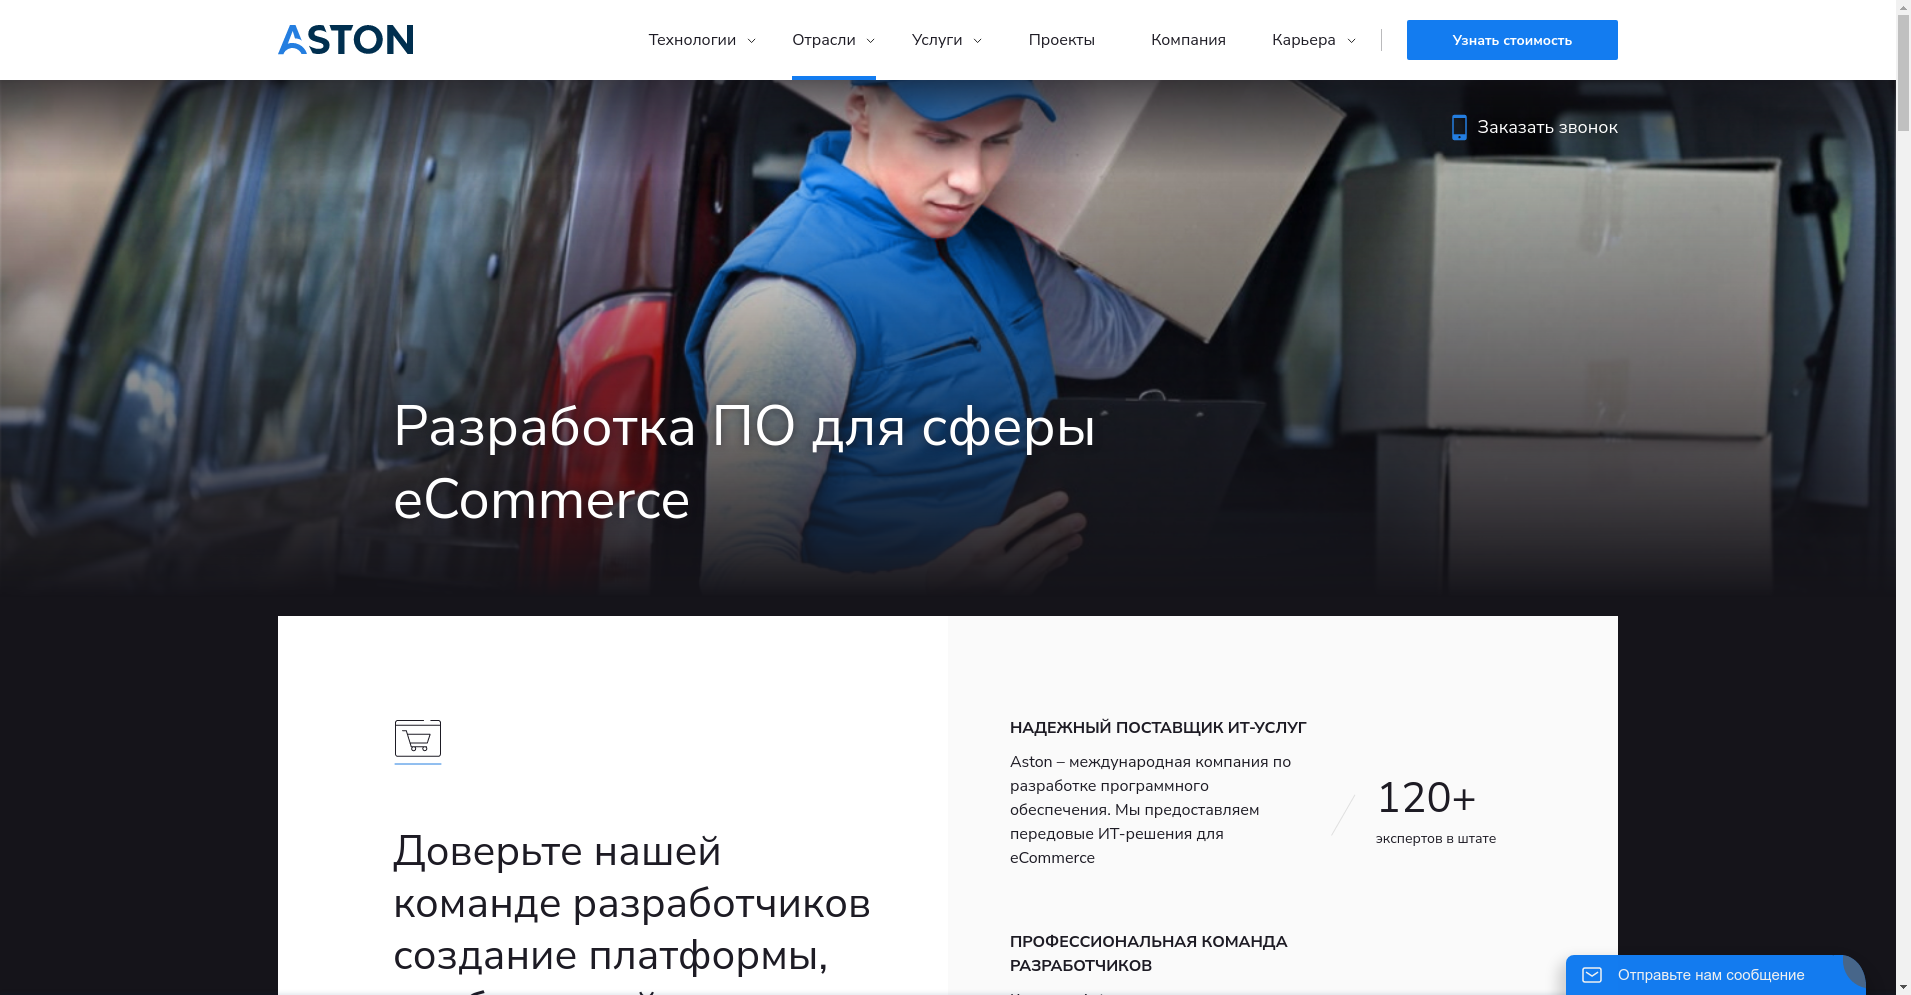 ASTON
Технологии
Отрасли
Услуги
Проекты
Компания
Карьера
Узнать стоимость
Заказать звонок
Разработка ПО для сферы
eCommerce
Доверьте нашей
команде разработчиков
создание платформы,
НАДЕЖНЫЙ ПОСТАВЩИК ИТ-УСЛУГ
Aston – международная компания по
разработке программного
обеспечения. Мы предоставляем
передовые ИТ-решения для
eCommerce
120+
экспертов в штате
ПРОФЕССИОНАЛЬНАЯ КОМАНДА
РАЗРАБОТЧИКОВ
Отправьте нам сообщение